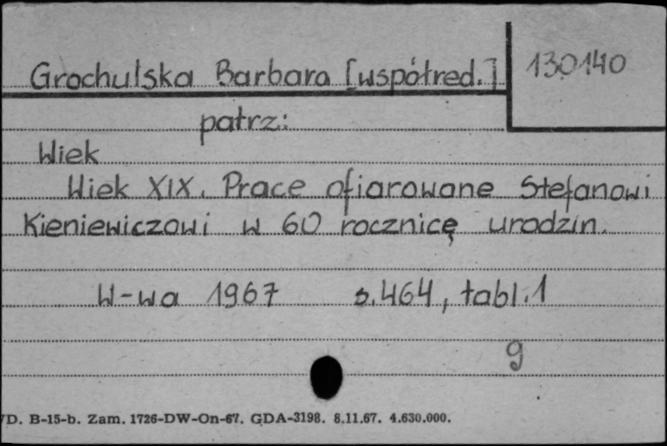 Grochulska Barbara [współred.] 130140
patrz:
Wiek
Wiek XIX. Prace ofiarowane Stefanowi
Kieniewiczowi w 60 rocznicę urodzin.
W-wa 1967 s.464, tabl.1
g
/D. B-15-b. Zam. 1726-DW-On-67. GDA-3198. 8.11.67. 4.630.000.